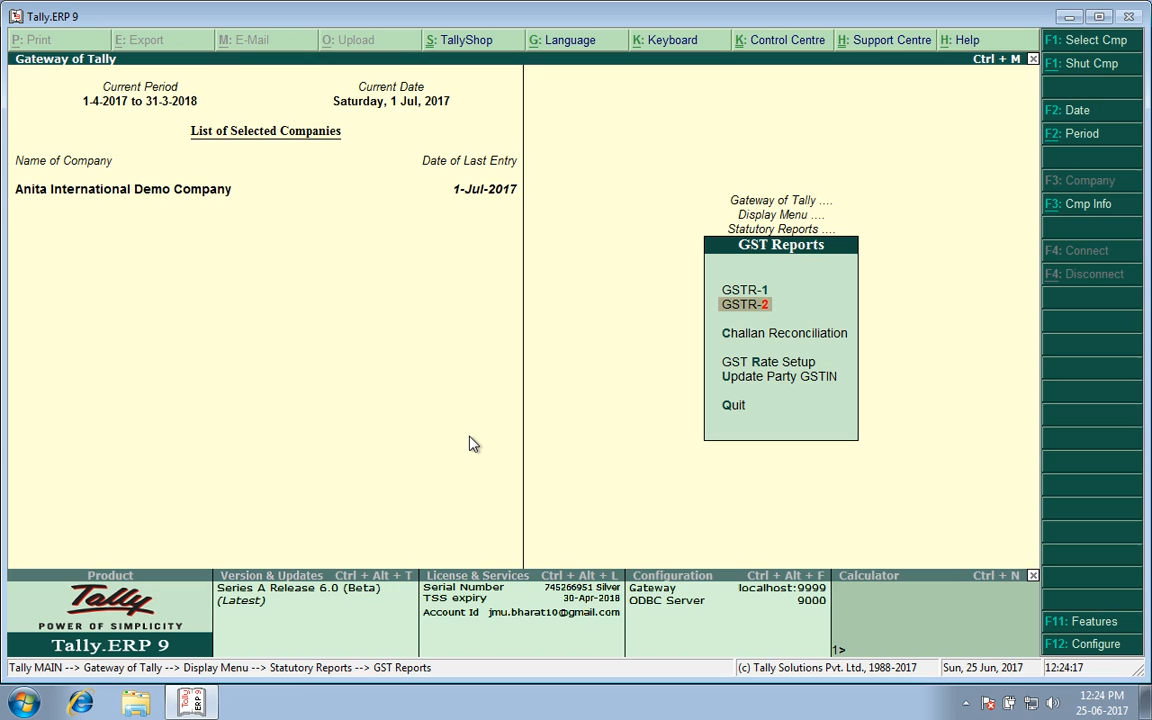 Tally.ERP 9
P: Print E: Export M: E-Mail O: Upload S: TallyShop G: Language K: Keyboard K: Control Centre H: Support Centre H: Help
Gateway of Tally Ctrl + M
Current Period Current Date
1-4-2017 to 31-3-2018 Saturday, 1 Jul, 2017
List of Selected Companies
Name of Company Date of Last Entry
Anita International Demo Company 1-Jul-2017
Gateway of Tally ....
Display Menu ....
Statutory Reports ....
GST Reports
GSTR-1
GSTR-2
Challan Reconciliation
GST Rate Setup
Update Party GSTIN
Quit
F1: Select Cmp
F1: Shut Cmp
F2: Date
F2: Period
F3: Company
F3: Cmp Info
F4: Connect
F4: Disconnect
F11: Features
F12: Configure
Product
Tally
POWER OF SIMPLICITY
Tally.ERP 9
Version & Updates Ctrl + Alt + T
Series A Release 6.0 (Beta)
(Latest)
License & Services Ctrl + Alt + L
Serial Number 745266951 Silver
TSS expiry 30-Apr-2018
Account Id jmu.bharat10@gmail.com
Configuration Ctrl + Alt + F
Gateway localhost:9999
ODBC Server 9000
Calculator Ctrl + N
1>
Tally MAIN --> Gateway of Tally --> Display Menu --> Statutory Reports --> GST Reports (c) Tally Solutions Pvt. Ltd., 1988-2017 Sun, 25 Jun, 2017 12:24:17
Tally ERP 9
12:24 PM
25-06-2017